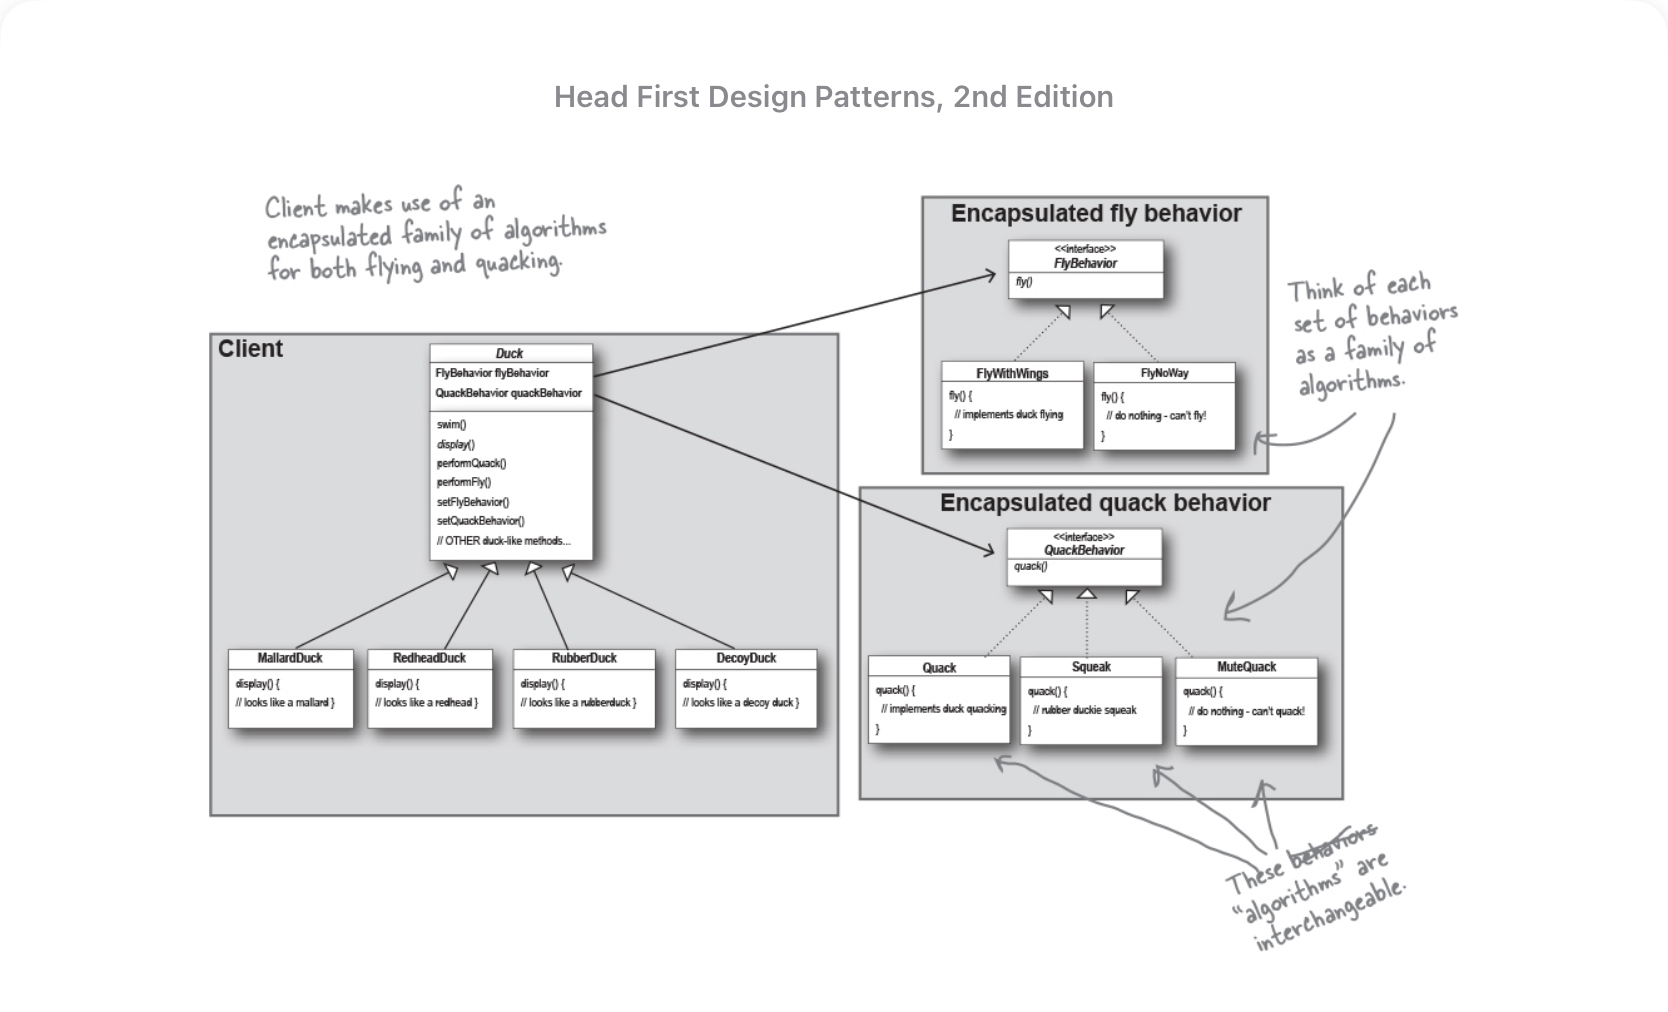 Head First Design Patterns, 2nd Edition
Client makes use of an
encapsulated family of algorithms
for both flying and quacking.
Client
Duck
FlyBehavior flyBehavior
QuackBehavior quackBehavior
swim()
display()
performQuack()
performFly()
setFlyBehavior()
setQuackBehavior()
// OTHER duck-like methods...
MallardDuck
display() {
// looks like a mallard }
RedheadDuck
display() {
// looks like a redhead }
RubberDuck
display() {
// looks like a rubberduck }
DecoyDuck
display() {
// looks like a decoy duck }
Encapsulated fly behavior
<<interface>>
FlyBehavior
fly()
FlyWithWings
fly() {
// implements duck flying
}
FlyNoWay
fly() {
// do nothing - can't fly!
}
Think of each
set of behaviors
as a family of
algorithms.
Encapsulated quack behavior
<<interface>>
QuackBehavior
quack()
Quack
quack() {
// implements duck quacking
}
Squeak
quack() {
// rubber duckie squeak
}
MuteQuack
quack() {
// do nothing - can't quack!
}
These behaviors
“algorithms” are
interchangeable.